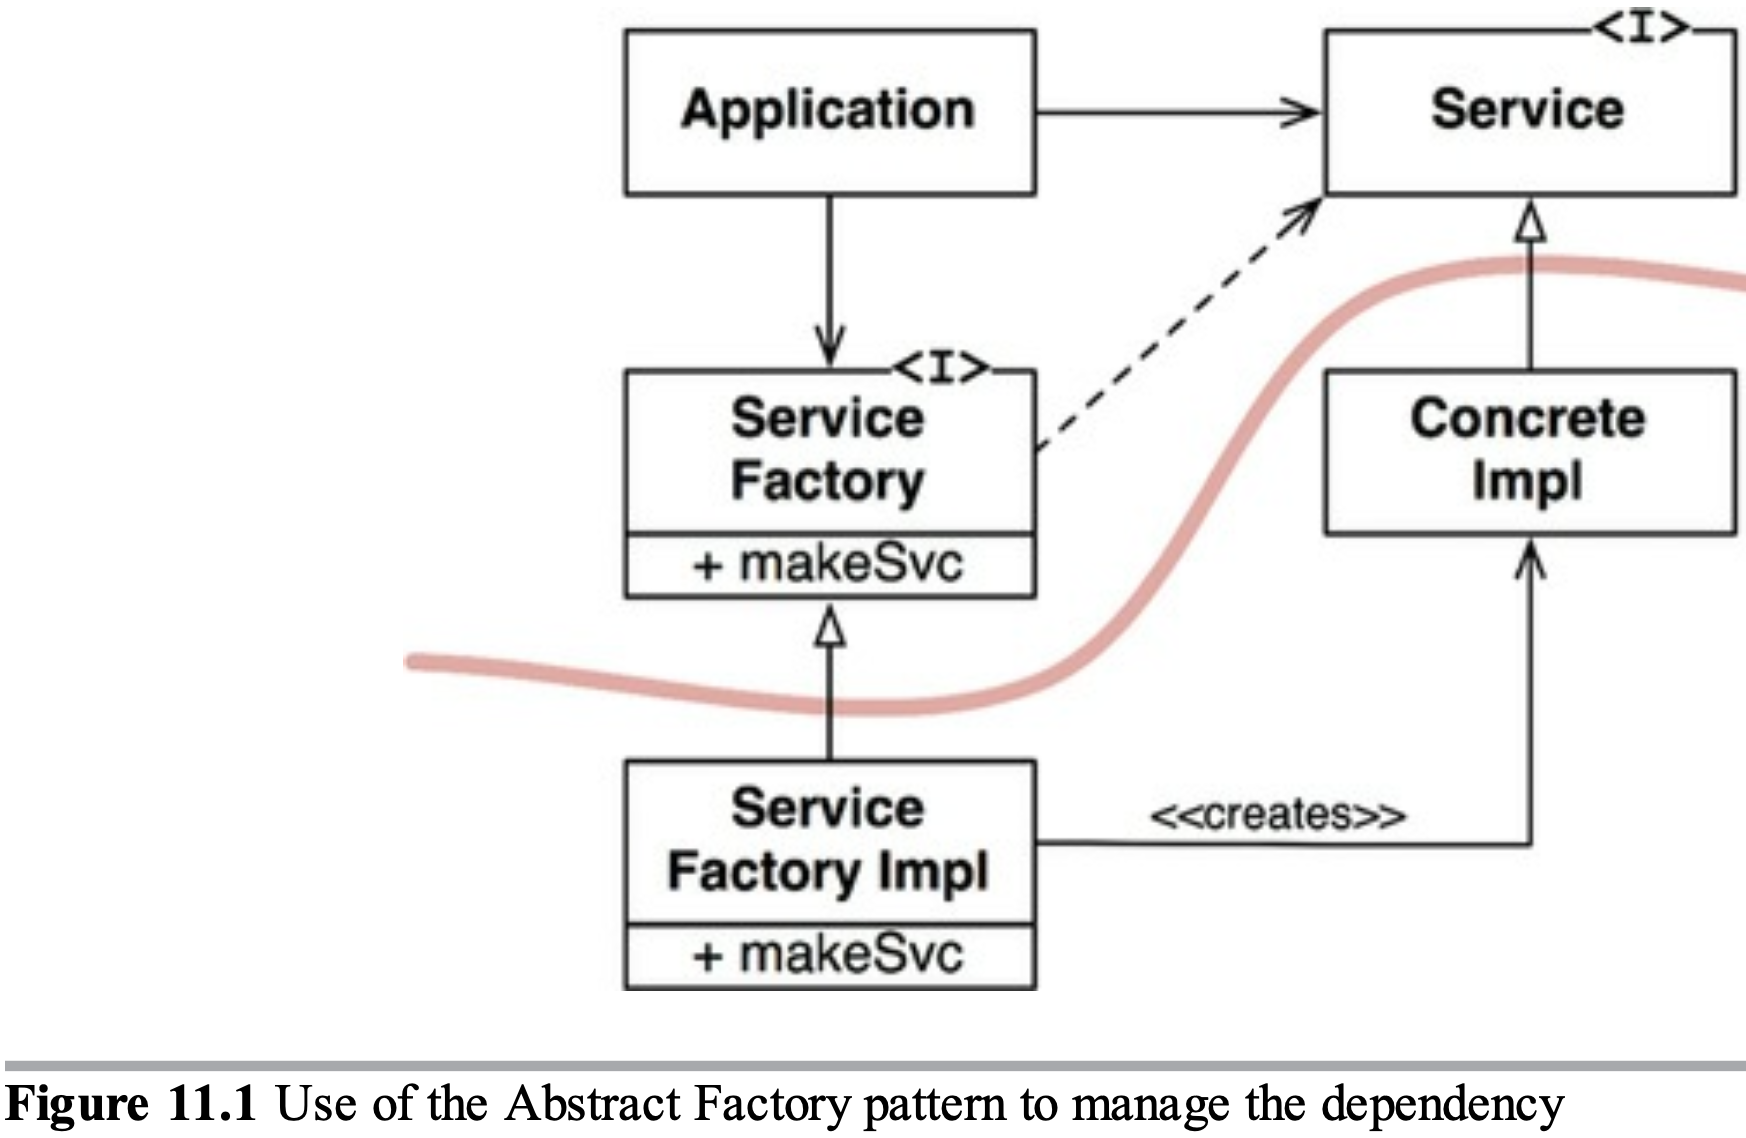 <I>
Application
Service
<I>
Service
Factory
+ makeSvc
Concrete
Impl
Service
Factory Impl
+ makeSvc
<<creates>>
Figure 11.1 Use of the Abstract Factory pattern to manage the dependency